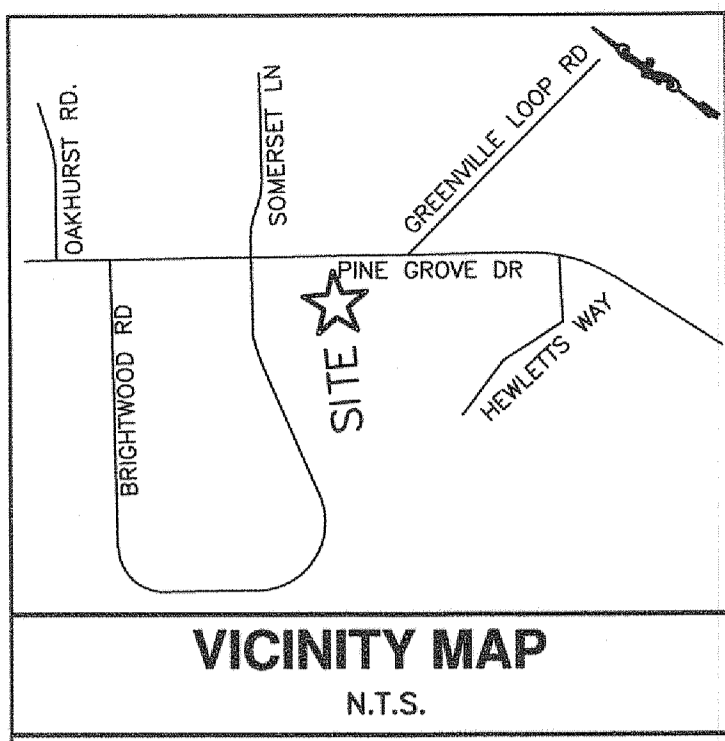 OAKHURST RD.
SOMERSET LN
GREENVILLE LOOP RD
PINE GROVE DR
BRIGHTWOOD RD
SITE
HEWLETTS WAY
VICINITY MAP
N.T.S.